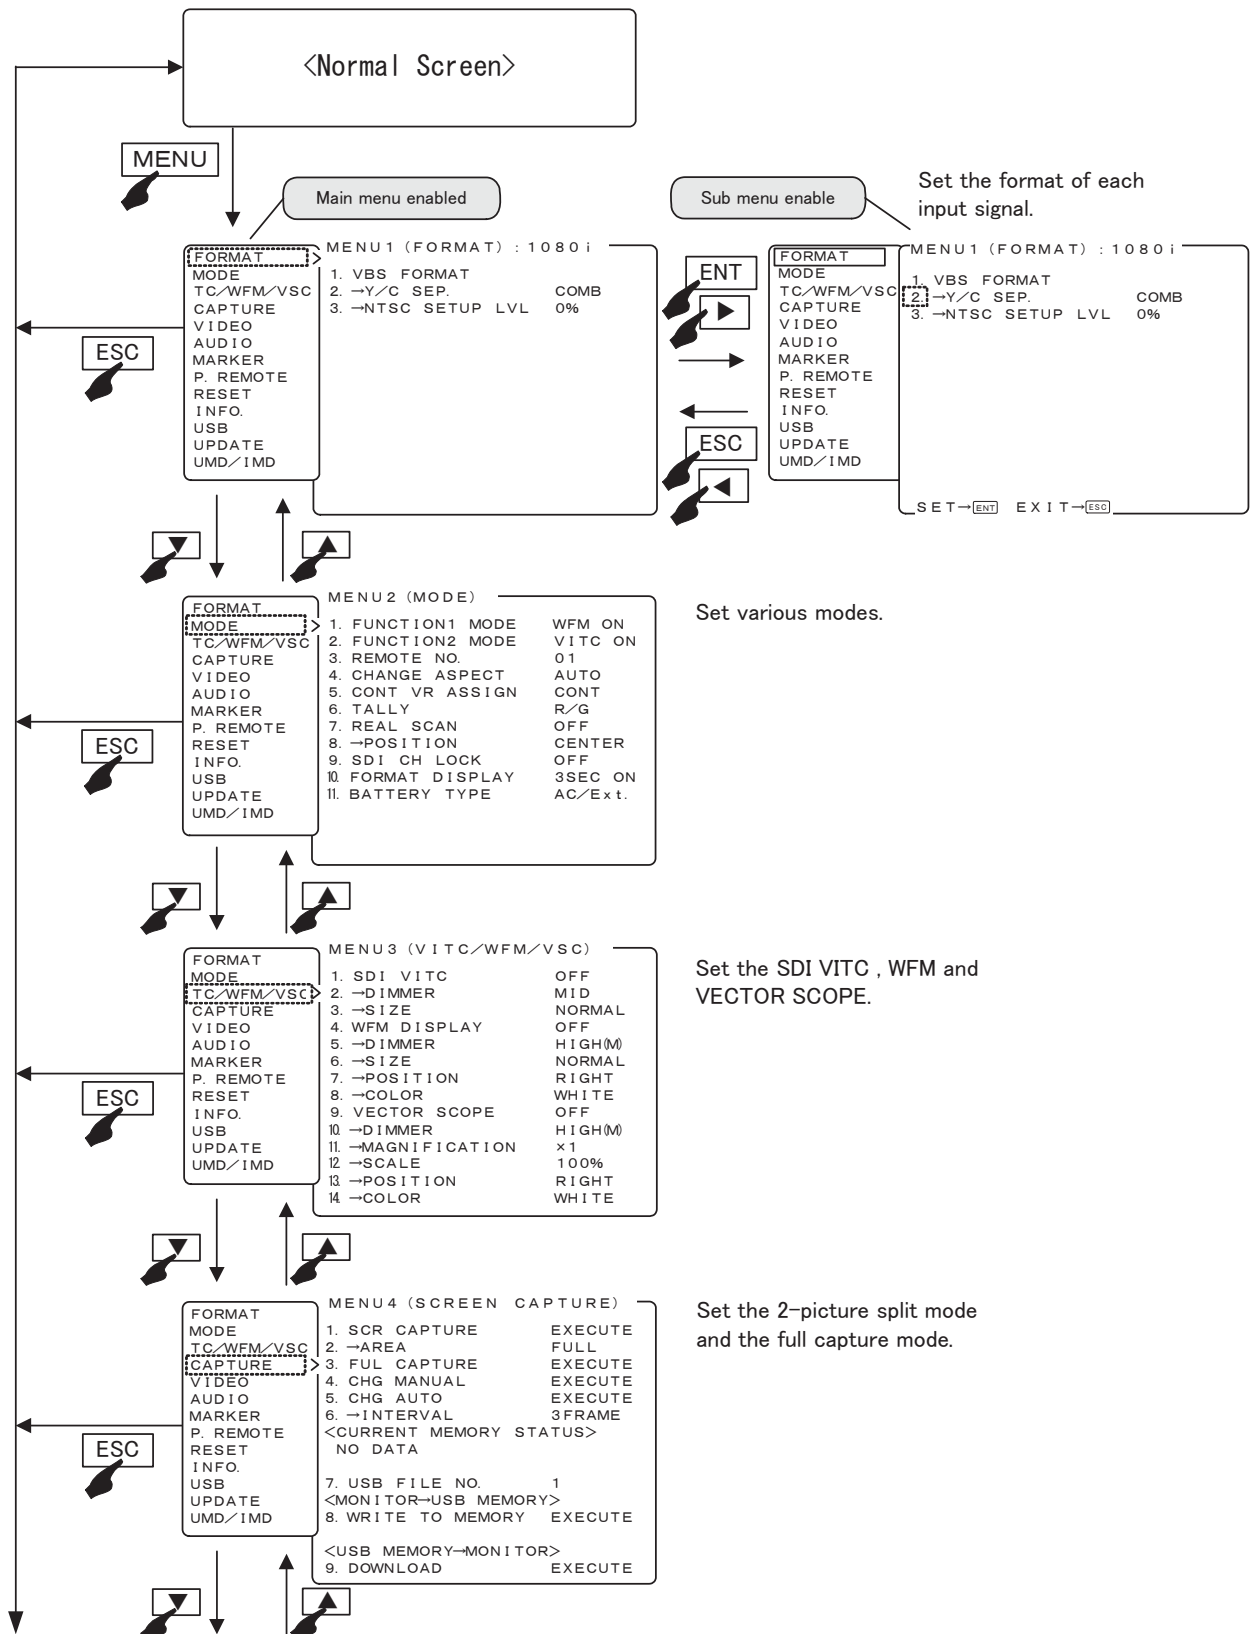 <Normal Screen>
MENU
Main menu enabled
Sub menu enable
Set the format of each
input signal.
FORMAT
MODE
TC/WFM/VSC
CAPTURE
VIDEO
AUDIO
MARKER
P. REMOTE
RESET
INFO.
USB
UPDATE
UMD/IMD
>
MENU1 (FORMAT) : 1080i
1. VBS FORMAT
2. →Y/C SEP. COMB
3. →NTSC SETUP LVL 0%
ESC
ENT
▶
ESC
◀
FORMAT
MODE
TC/WFM/VSC
CAPTURE
VIDEO
AUDIO
MARKER
P. REMOTE
RESET
INFO.
USB
UPDATE
UMD/IMD
MENU1 (FORMAT) : 1080i
1. VBS FORMAT
2. →Y/C SEP. COMB
3. →NTSC SETUP LVL 0%
SET→ENT EXIT→ESC
▼
▲
FORMAT
MODE
TC/WFM/VSC
CAPTURE
VIDEO
AUDIO
MARKER
P. REMOTE
RESET
INFO.
USB
UPDATE
UMD/IMD
>
MENU2 (MODE)
1. FUNCTION1 MODE WFM ON
2. FUNCTION2 MODE VITC ON
3. REMOTE NO. 01
4. CHANGE ASPECT AUTO
5. CONT VR ASSIGN CONT
6. TALLY R/G
7. REAL SCAN OFF
8. →POSITION CENTER
9. SDI CH LOCK OFF
10. FORMAT DISPLAY 3SEC ON
11. BATTERY TYPE AC/Ext.
Set various modes.
ESC
▼
▲
FORMAT
MODE
TC/WFM/VSC
CAPTURE
VIDEO
AUDIO
MARKER
P. REMOTE
RESET
INFO.
USB
UPDATE
UMD/IMD
>
MENU3 (VITC/WFM/VSC)
1. SDI VITC OFF
2. →DIMMER MID
3. →SIZE NORMAL
4. WFM DISPLAY OFF
5. →DIMMER HIGH(M)
6. →SIZE NORMAL
7. →POSITION RIGHT
8. →COLOR WHITE
9. VECTOR SCOPE OFF
10. →DIMMER HIGH(M)
11. →MAGNIFICATION ×1
12. →SCALE 100%
13. →POSITION RIGHT
14. →COLOR WHITE
Set the SDI VITC , WFM and
VECTOR SCOPE.
ESC
▼
▲
FORMAT
MODE
TC/WFM/VSC
CAPTURE
VIDEO
AUDIO
MARKER
P. REMOTE
RESET
INFO.
USB
UPDATE
UMD/IMD
>
MENU4 (SCREEN CAPTURE)
1. SCR CAPTURE EXECUTE
2. →AREA FULL
3. FUL CAPTURE EXECUTE
4. CHG MANUAL EXECUTE
5. CHG AUTO EXECUTE
6. →INTERVAL 3FRAME
<CURRENT MEMORY STATUS>
NO DATA
7. USB FILE NO. 1
<MONITOR→USB MEMORY>
8. WRITE TO MEMORY EXECUTE
<USB MEMORY→MONITOR>
9. DOWNLOAD EXECUTE
Set the 2-picture split mode
and the full capture mode.
ESC
▼
▲